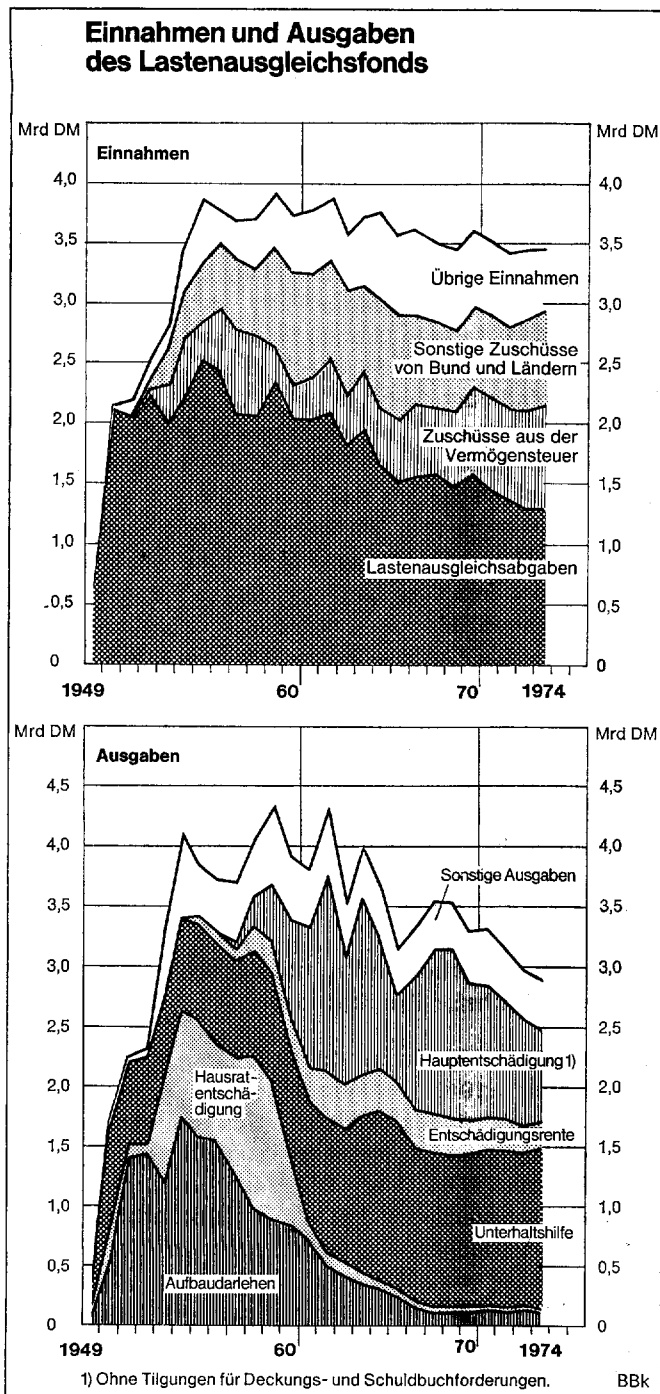 Einnahmen und Ausgaben
des Lastenausgleichsfonds
Mrd DM
Mrd DM
Einnahmen
4,0
4,0
3,5
3,5
Übrige Einnahmen
3,0
3,0
2,5
2,5
Sonstige Zuschüsse
von Bund und Ländern
2,0
2,0
Zuschüsse aus der
Vermögensteuer
1,5
1,5
1,0
1,0
Lastenausgleichsabgaben
0,5
0,5
0
0
1949
60
70
1974
Mrd DM
Mrd DM
Ausgaben
4,5
4,5
4,0
4,0
Sonstige Ausgaben
3,5
3,5
3,0
3,0
2,5
2,5
Hauptentschädigung 1)
Hausrat-
entschä-
digung
2,0
2,0
Entschädigungsrente
1,5
1,5
1,0
1,0
Unterhaltshilfe
0,5
0,5
Aufbaudarlehen
0
0
1949
60
70
1974
1) Ohne Tilgungen für Deckungs- und Schuldbuchforderungen.
BBk